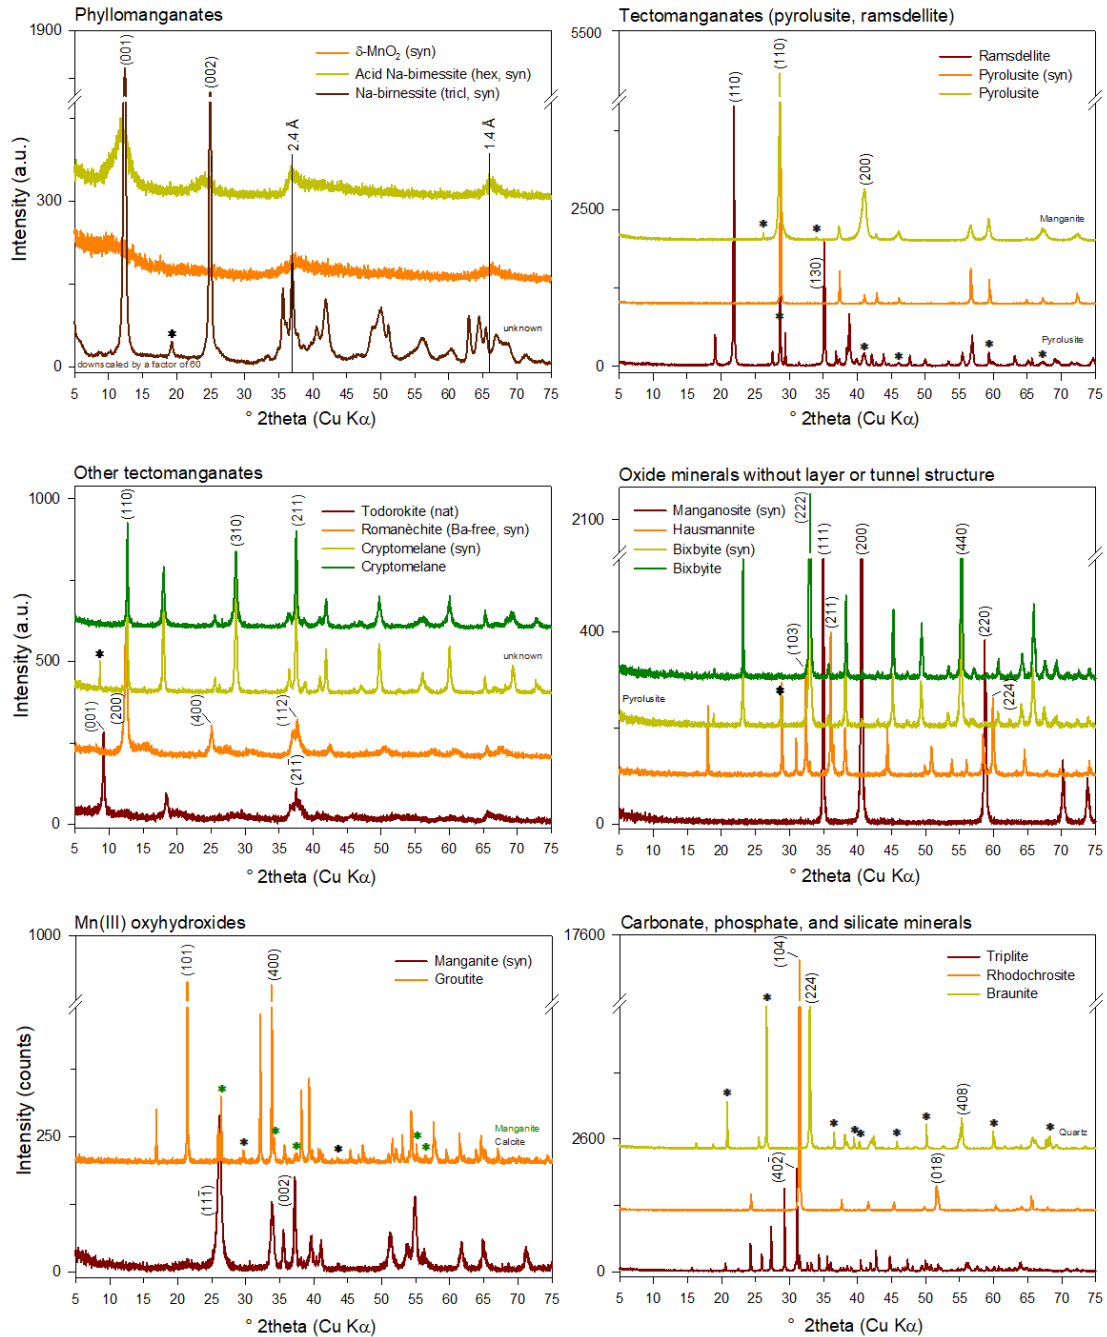 Phyllomanganates
1900
300
0
Intensity (a.u.)
(001)
(002)
2.4 Å
1.4 Å
δ-MnO2 (syn)
Acid Na-birnessite (hex, syn)
Na-birnessite (tricl, syn)
*
unknown
downscaled by a factor of 60
5 10 15 20 25 30 35 40 45 50 55 60 65 70 75
° 2theta (Cu Kα)
Tectomanganates (pyrolusite, ramsdellite)
5500
2500
0
Intensity (a.u.)
(110)
(110)
(200)
(130)
Ramsdellite
Pyrolusite (syn)
Pyrolusite
* *
Manganite
* * * * *
Pyrolusite
5 10 15 20 25 30 35 40 45 50 55 60 65 70 75
° 2theta (Cu Kα)
Other tectomanganates
1000
500
0
Intensity (a.u.)
(110)
(310)
(211)
Todorokite (nat)
Romanèchite (Ba-free, syn)
Cryptomelane (syn)
Cryptomelane
*
unknown
(001)
(200)
(400)
(112)
(211̄)
5 10 15 20 25 30 35 40 45 50 55 60 65 70 75
° 2theta (Cu Kα)
Oxide minerals without layer or tunnel structure
2100
400
0
Intensity (a.u.)
Manganosite (syn)
Hausmannite
Bixbyite (syn)
Bixbyite
(222)
(111)
(200)
(440)
(103)
(211)
(220)
(224)
Pyrolusite
*
5 10 15 20 25 30 35 40 45 50 55 60 65 70 75
° 2theta (Cu Kα)
Mn(III) oxyhydroxides
1000
250
0
Intensity (counts)
(101)
(400)
Manganite (syn)
Groutite
* * * * * * *
Manganite
Calcite
(111̄)
(002)
5 10 15 20 25 30 35 40 45 50 55 60 65 70 75
° 2theta (Cu Kα)
Carbonate, phosphate, and silicate minerals
17600
2600
0
Intensity (a.u.)
(104)
(224)
Triplite
Rhodochrosite
Braunite
* * * * * * * * *
(408)
Quartz
(402̄)
(018)
5 10 15 20 25 30 35 40 45 50 55 60 65 70 75
° 2theta (Cu Kα)